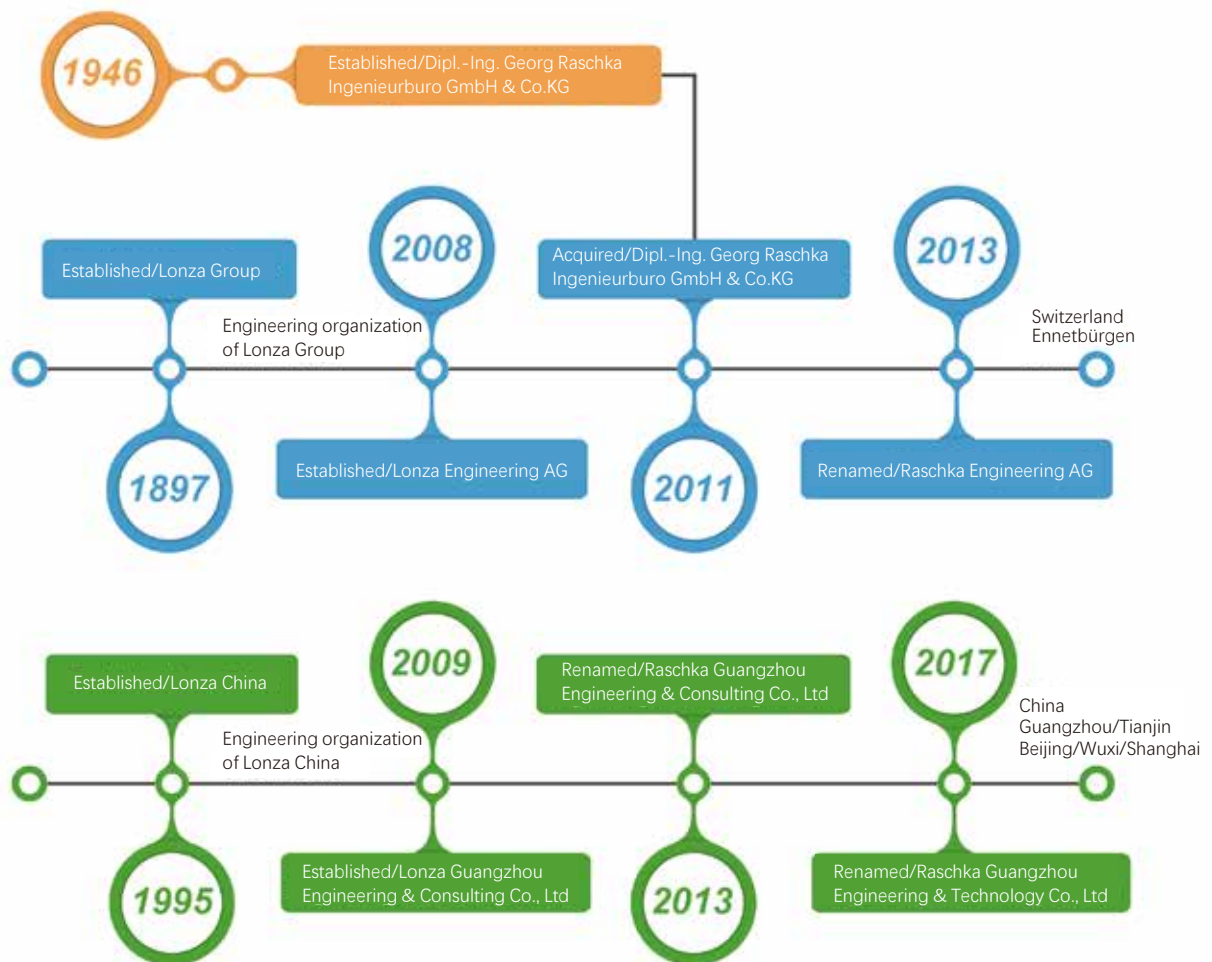 1946
Established/Dipl.-Ing. Georg Raschka
Ingenieurburo GmbH & Co.KG
Established/Lonza Group
2008
Acquired/Dipl.-Ing. Georg Raschka
Ingenieurburo GmbH & Co.KG
2013
Engineering organization
of Lonza Group
Switzerland
Ennetbürgen
1897
Established/Lonza Engineering AG
2011
Renamed/Raschka Engineering AG
Established/Lonza China
2009
Renamed/Raschka Guangzhou
Engineering & Consulting Co., Ltd
2017
Engineering organization
of Lonza China
China
Guangzhou/Tianjin
Beijing/Wuxi/Shanghai
1995
Established/Lonza Guangzhou
Engineering & Consulting Co., Ltd
2013
Renamed/Raschka Guangzhou
Engineering & Technology Co., Ltd